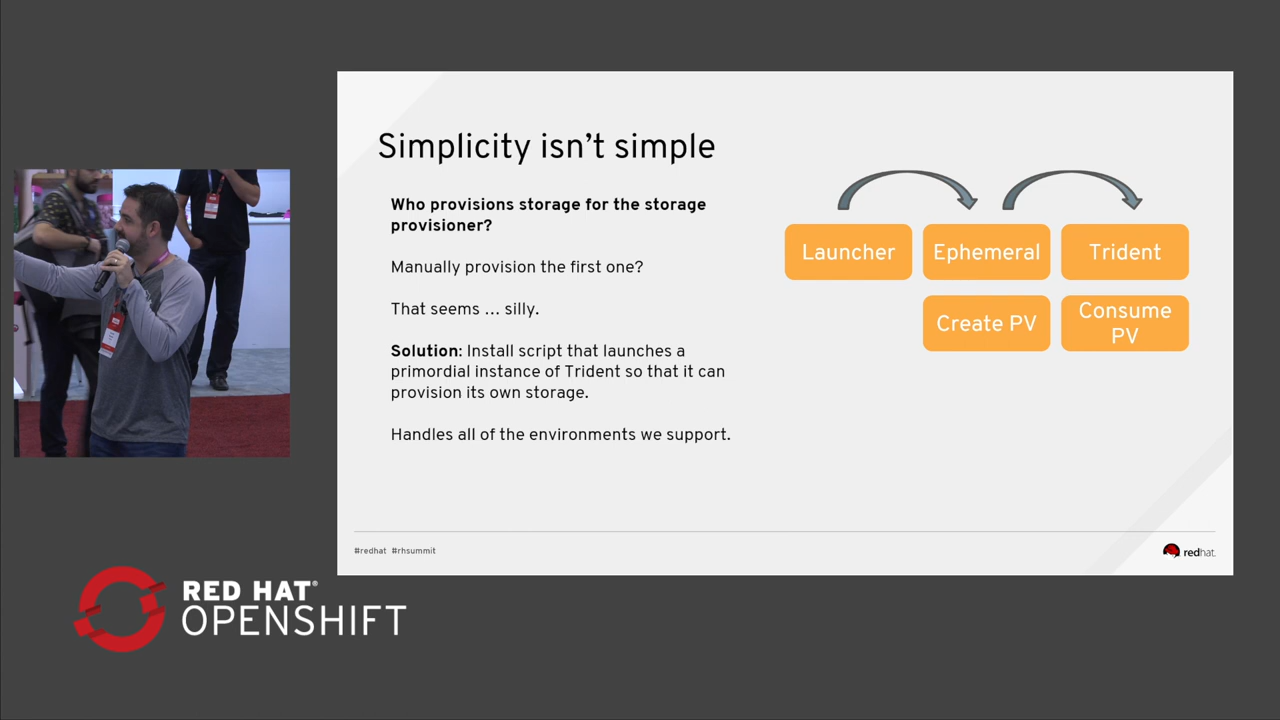 Simplicity isn't simple
Who provisions storage for the storage
provisioner?
Manually provision the first one?
That seems … silly.
Solution: Install script that launches a
primordial instance of Trident so that it can
provision its own storage.
Handles all of the environments we support.
Launcher
Ephemeral
Trident
Create PV
Consume
PV
#redhat #rhsummit
redhat.
RED HAT®
OPENSHIFT